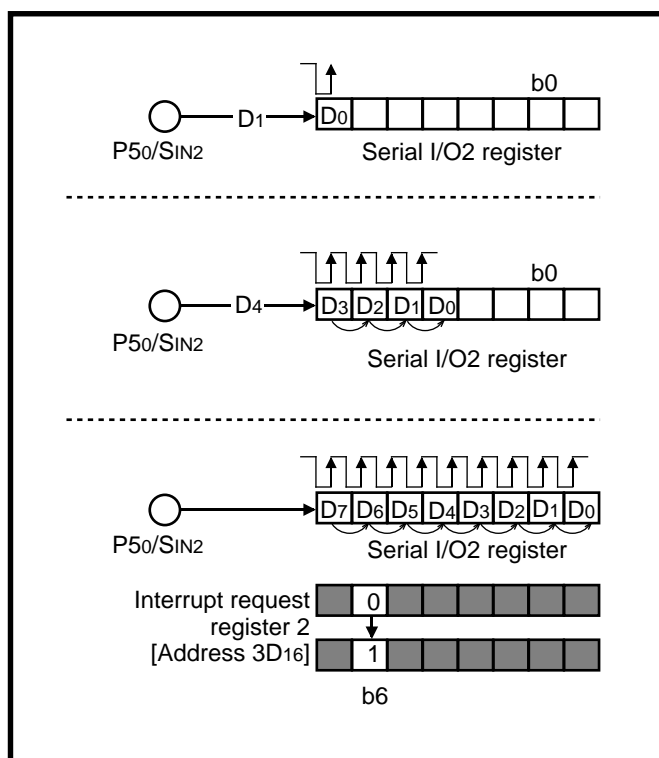 b0
D1 D0
P50/SIN2 Serial I/O2 register
b0
D4 D3 D2 D1 D0
P50/SIN2 Serial I/O2 register
D7 D6 D5 D4 D3 D2 D1 D0
P50/SIN2 Serial I/O2 register
Interrupt request 0
register 2
[Address 3D16] 1
b6